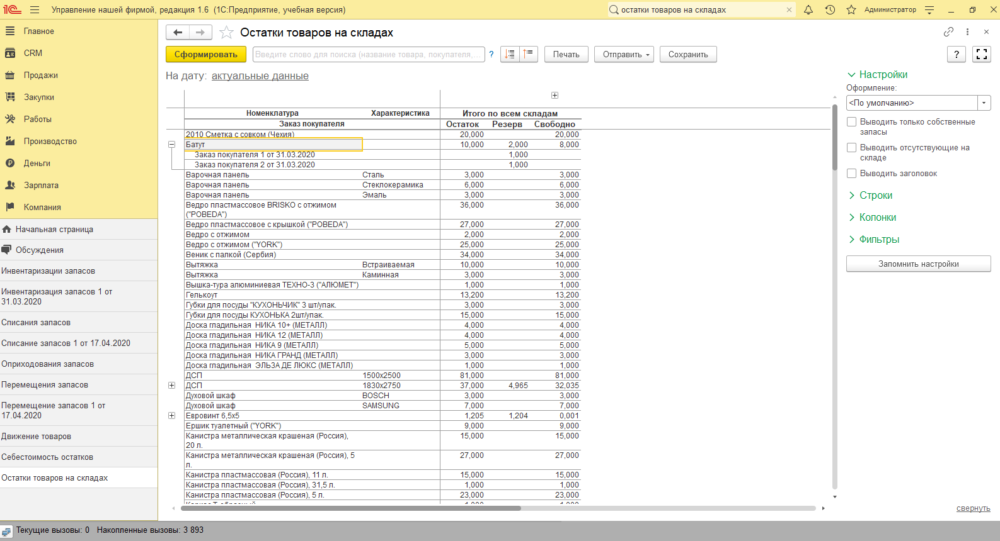 1С
Управление нашей фирмой, редакция 1.6 (1С:Предприятие, учебная версия)
остатки товаров на складах
Администратор
Главное
CRM
Продажи
Закупки
Работы
Производство
Деньги
Зарплата
Компания
Начальная страница
Обсуждения
Инвентаризации запасов
Инвентаризация запасов 1 от
31.03.2020
Списания запасов
Списание запасов 1 от 17.04.2020
Оприходования запасов
Перемещения запасов
Перемещение запасов 1 от
17.04.2020
Движение товаров
Себестоимость остатков
Остатки товаров на складах
Остатки товаров на складах
Сформировать
Введите слово для поиска (название товара, покупателя,...
?
Печать
Отправить
Сохранить
?
На дату: актуальные данные
Номенклатура Характеристика Итого по всем складам
Заказ покупателя Остаток Резерв Свободно
2010 Сметка с совком (Чехия) 20,000 20,000
Батут 10,000 2,000 8,000
Заказ покупателя 1 от 31.03.2020 1,000
Заказ покупателя 2 от 31.03.2020 1,000
Варочная панель Сталь 3,000 3,000
Варочная панель Стеклокерамика 6,000 6,000
Варочная панель Эмаль 3,000 3,000
Ведро пластмассовое BRISKO с отжимом 36,000 36,000
("POBEDA")
Ведро пластмассовое с крышкой ("POBEDA") 27,000 27,000
Ведро с отжимом 2,000 2,000
Ведро с отжимом ("YORK") 25,000 25,000
Веник с палкой (Сербия) 34,000 34,000
Вытяжка Встраиваемая 10,000 10,000
Вытяжка Каминная 3,000 3,000
Вышка-тура алюминиевая ТЕХНО-3 ("АЛЮМЕТ") 1,000 1,000
Гелькоут 13,200 13,200
Губки для посуды "КУХОНЬЧИК" 3 шт/упак. 3,000 3,000
Губки для посуды КУХОНЬКА 2шт/упак. 15,000 15,000
Доска гладильная НИКА 10+ (МЕТАЛЛ) 4,000 4,000
Доска гладильная НИКА 12 (МЕТАЛЛ) 4,000 4,000
Доска гладильная НИКА 9 (МЕТАЛЛ) 5,000 5,000
Доска гладильная НИКА ГРАНД (МЕТАЛЛ) 3,000 3,000
Доска гладильная ЭЛЬЗА ДЕ ЛЮКС (МЕТАЛЛ) 1,000 1,000
ДСП 1500x2500 81,000 81,000
ДСП 1830x2750 37,000 4,965 32,035
Духовой шкаф BOSCH 3,000 3,000
Духовой шкаф SAMSUNG 7,000 7,000
Евровинт 6,5x5 1,205 1,204 0,001
Ершик туалетный ("YORK") 9,000 9,000
Канистра металлическая крашеная (Россия), 15,000 15,000
20 л.
Канистра металлическая крашеная (Россия), 5 27,000 27,000
л.
Канистра пластмассовая (Россия), 11 л. 15,000 15,000
Канистра пластмассовая (Россия), 31,5 л. 1,000 1,000
Канистра пластмассовая (Россия), 5 л. 23,000 23,000
Настройки
Оформление:
<По умолчанию>
Выводить только собственные
запасы
Выводить отсутствующие на
складе
Выводить заголовок
Строки
Колонки
Фильтры
Запомнить настройки
свернуть
Текущие вызовы: 0 Накопленные вызовы: 3 893